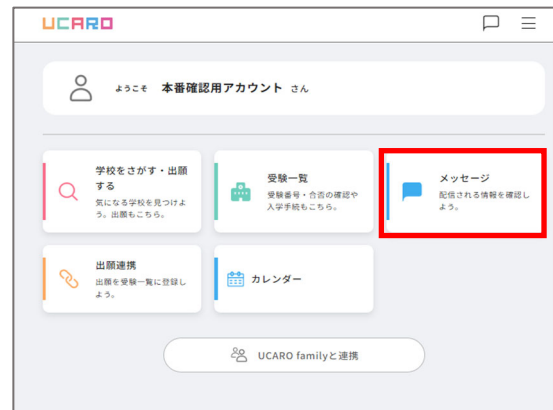 UCARO
ようこそ 本番確認用アカウント さん
学校をさがす・出願
する
気になる学校を見つけよ
う。出願もこちら。
受験一覧
受験番号・合否の確認や
入学手続もこちら。
メッセージ
配信される情報を確認し
よう。
出願連携
出願を受験一覧に登録し
よう。
カレンダー
UCARO familyと連携